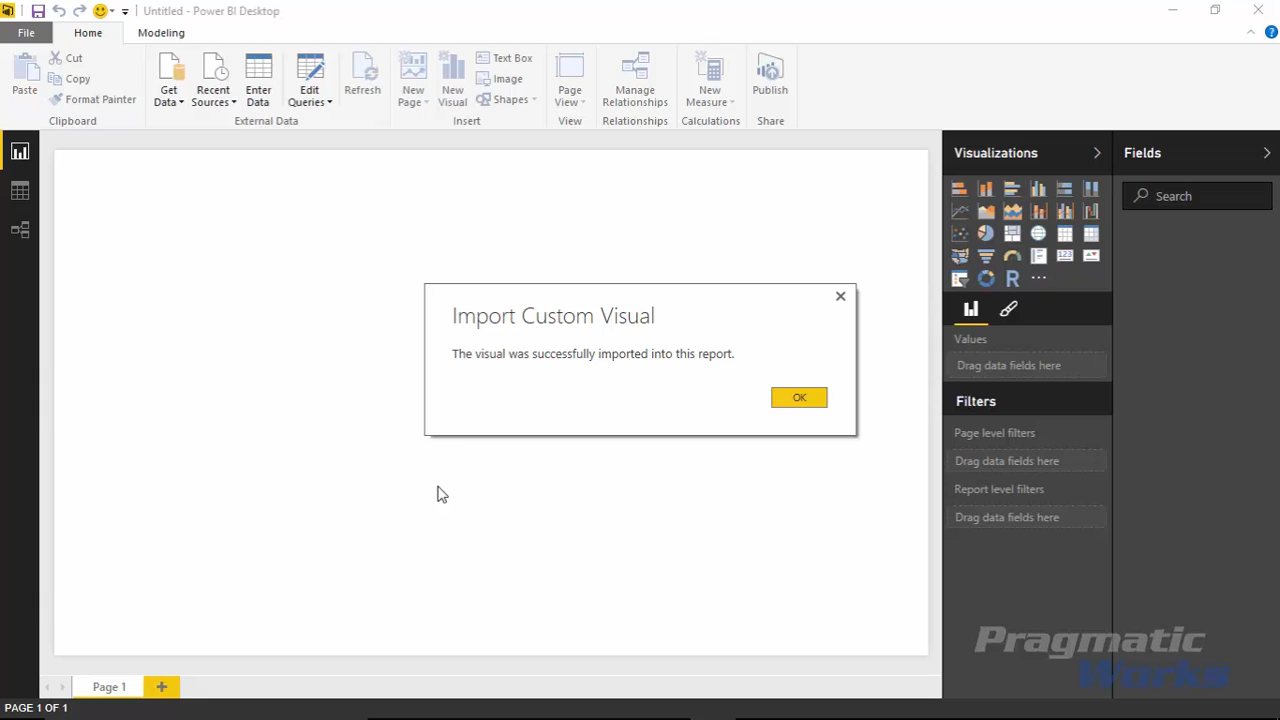 Untitled - Power BI Desktop
File Home Modeling
Paste Cut Copy Format Painter Clipboard
Get Data Recent Sources Enter Data Edit Queries Refresh External Data
New Page New Visual Text Box Image Shapes Insert
Page View View
Manage Relationships Relationships
New Measure Calculations
Publish Share
Visualizations
Fields
Search
123
R
Values
Drag data fields here
Filters
Page level filters
Drag data fields here
Report level filters
Drag data fields here
Import Custom Visual
The visual was successfully imported into this report.
OK
Pragmatic
Works
Page 1
PAGE 1 OF 1